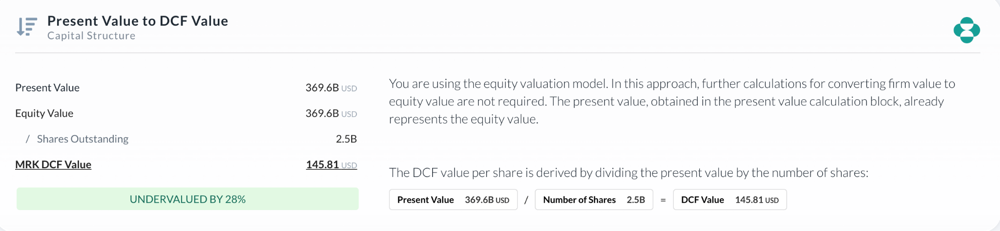 Present Value to DCF Value
Capital Structure
Present Value 369.6B USD
Equity Value 369.6B USD
/ Shares Outstanding 2.5B
MRK DCF Value 145.81 USD
UNDERVALUED BY 28%
You are using the equity valuation model. In this approach, further calculations for converting firm value to
equity value are not required. The present value, obtained in the present value calculation block, already
represents the equity value.
The DCF value per share is derived by dividing the present value by the number of shares:
Present Value 369.6B USD / Number of Shares 2.5B = DCF Value 145.81 USD